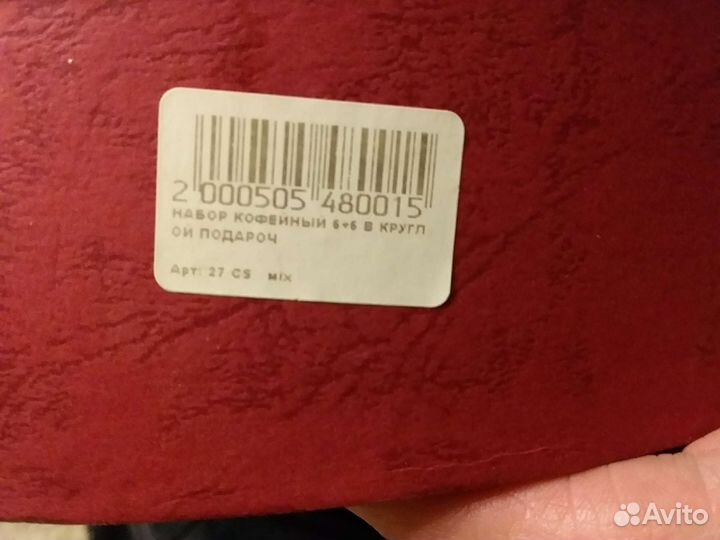 2 000505 480015
НАБОР КОФЕЙНЫЙ 6+6 В КРУГЛ
ОЙ ПОДАРОЧ
Арт: 27 CS mix
Avito